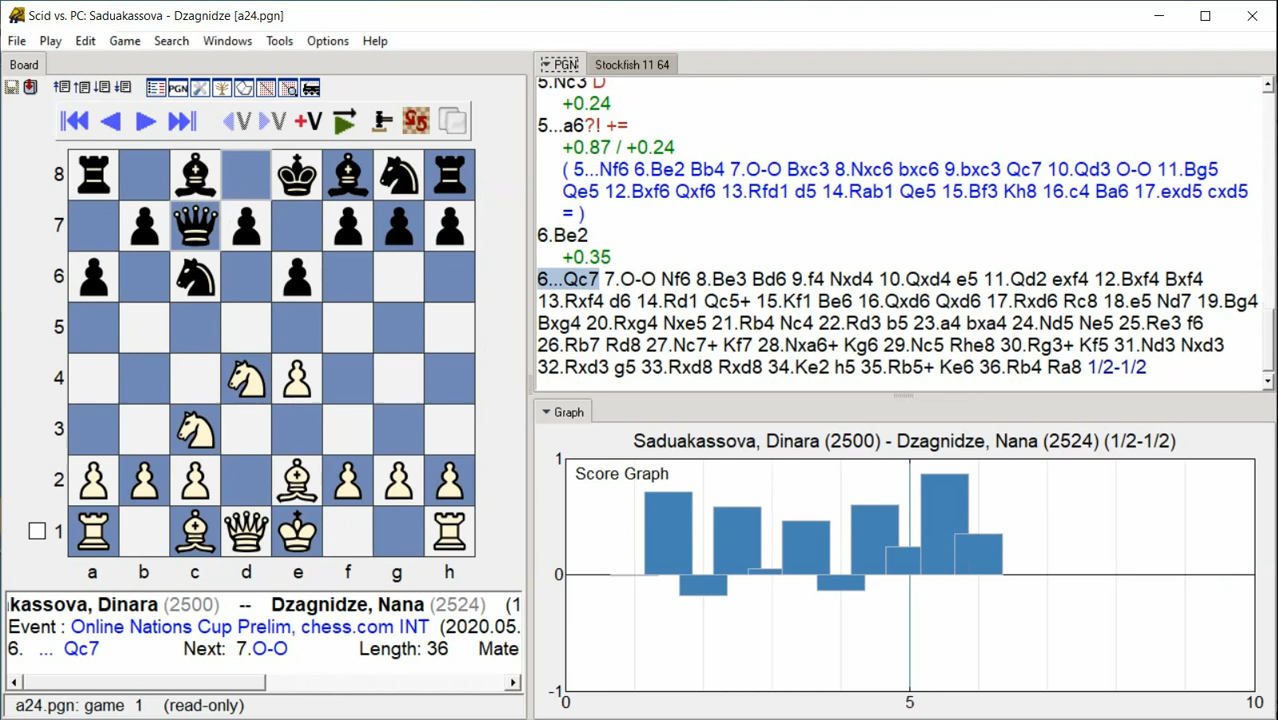 Scid vs. PC: Saduakassova - Dzagnidze [a24.pgn]
File Play Edit Game Search Windows Tools Options Help
Board
PGN
+V
8
7
6
5
4
3
2
1
a b c d e f g h
kassova, Dinara (2500) -- Dzagnidze, Nana (2524) (1
Event : Online Nations Cup Prelim, chess.com INT (2020.05.
6. ... Qc7 Next: 7.O-O Length: 36 Mate
a24.pgn: game 1 (read-only)
PGN Stockfish 11 64
5.Nc3 D
+0.24
5...a6?! +=
+0.87 / +0.24
( 5...Nf6 6.Be2 Bb4 7.O-O Bxc3 8.Nxc6 bxc6 9.bxc3 Qc7 10.Qd3 O-O 11.Bg5
Qe5 12.Bxf6 Qxf6 13.Rfd1 d5 14.Rab1 Qe5 15.Bf3 Kh8 16.c4 Ba6 17.exd5 cxd5
= )
6.Be2
+0.35
6...Qc7 7.O-O Nf6 8.Be3 Bd6 9.f4 Nxd4 10.Qxd4 e5 11.Qd2 exf4 12.Bxf4 Bxf4
13.Rxf4 d6 14.Rd1 Qc5+ 15.Kf1 Be6 16.Qxd6 Qxd6 17.Rxd6 Rc8 18.e5 Nd7 19.Bg4
Bxg4 20.Rxg4 Nxe5 21.Rb4 Nc4 22.Rd3 b5 23.a4 bxa4 24.Nd5 Ne5 25.Re3 f6
26.Rb7 Rd8 27.Nc7+ Kf7 28.Nxa6+ Kg6 29.Nc5 Rhe8 30.Rg3+ Kf5 31.Nd3 Nxd3
32.Rxd3 g5 33.Rxd8 Rxd8 34.Ke2 h5 35.Rb5+ Ke6 36.Rb4 Ra8 1/2-1/2
Graph
Saduakassova, Dinara (2500) - Dzagnidze, Nana (2524) (1/2-1/2)
Score Graph
1
0
-1
0 5 10